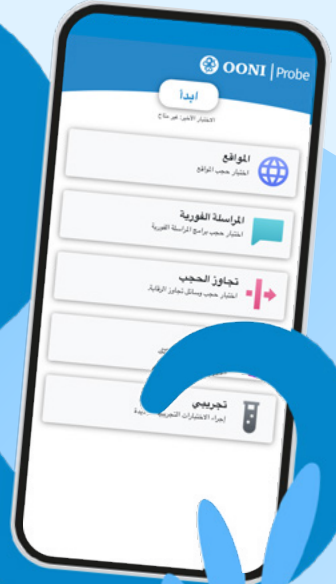 OONI | Probe
ابدأ
الاختبار الأخير: غير متاح
المواقع
اختبار حجب المواقع
المراسلة الفورية
اختبار حجب برامج المراسلة الفورية
تجاوز الحجب
اختبار حجب وسائل تجاوز الرقابة.
تجريبي
إجراء الاختبارات